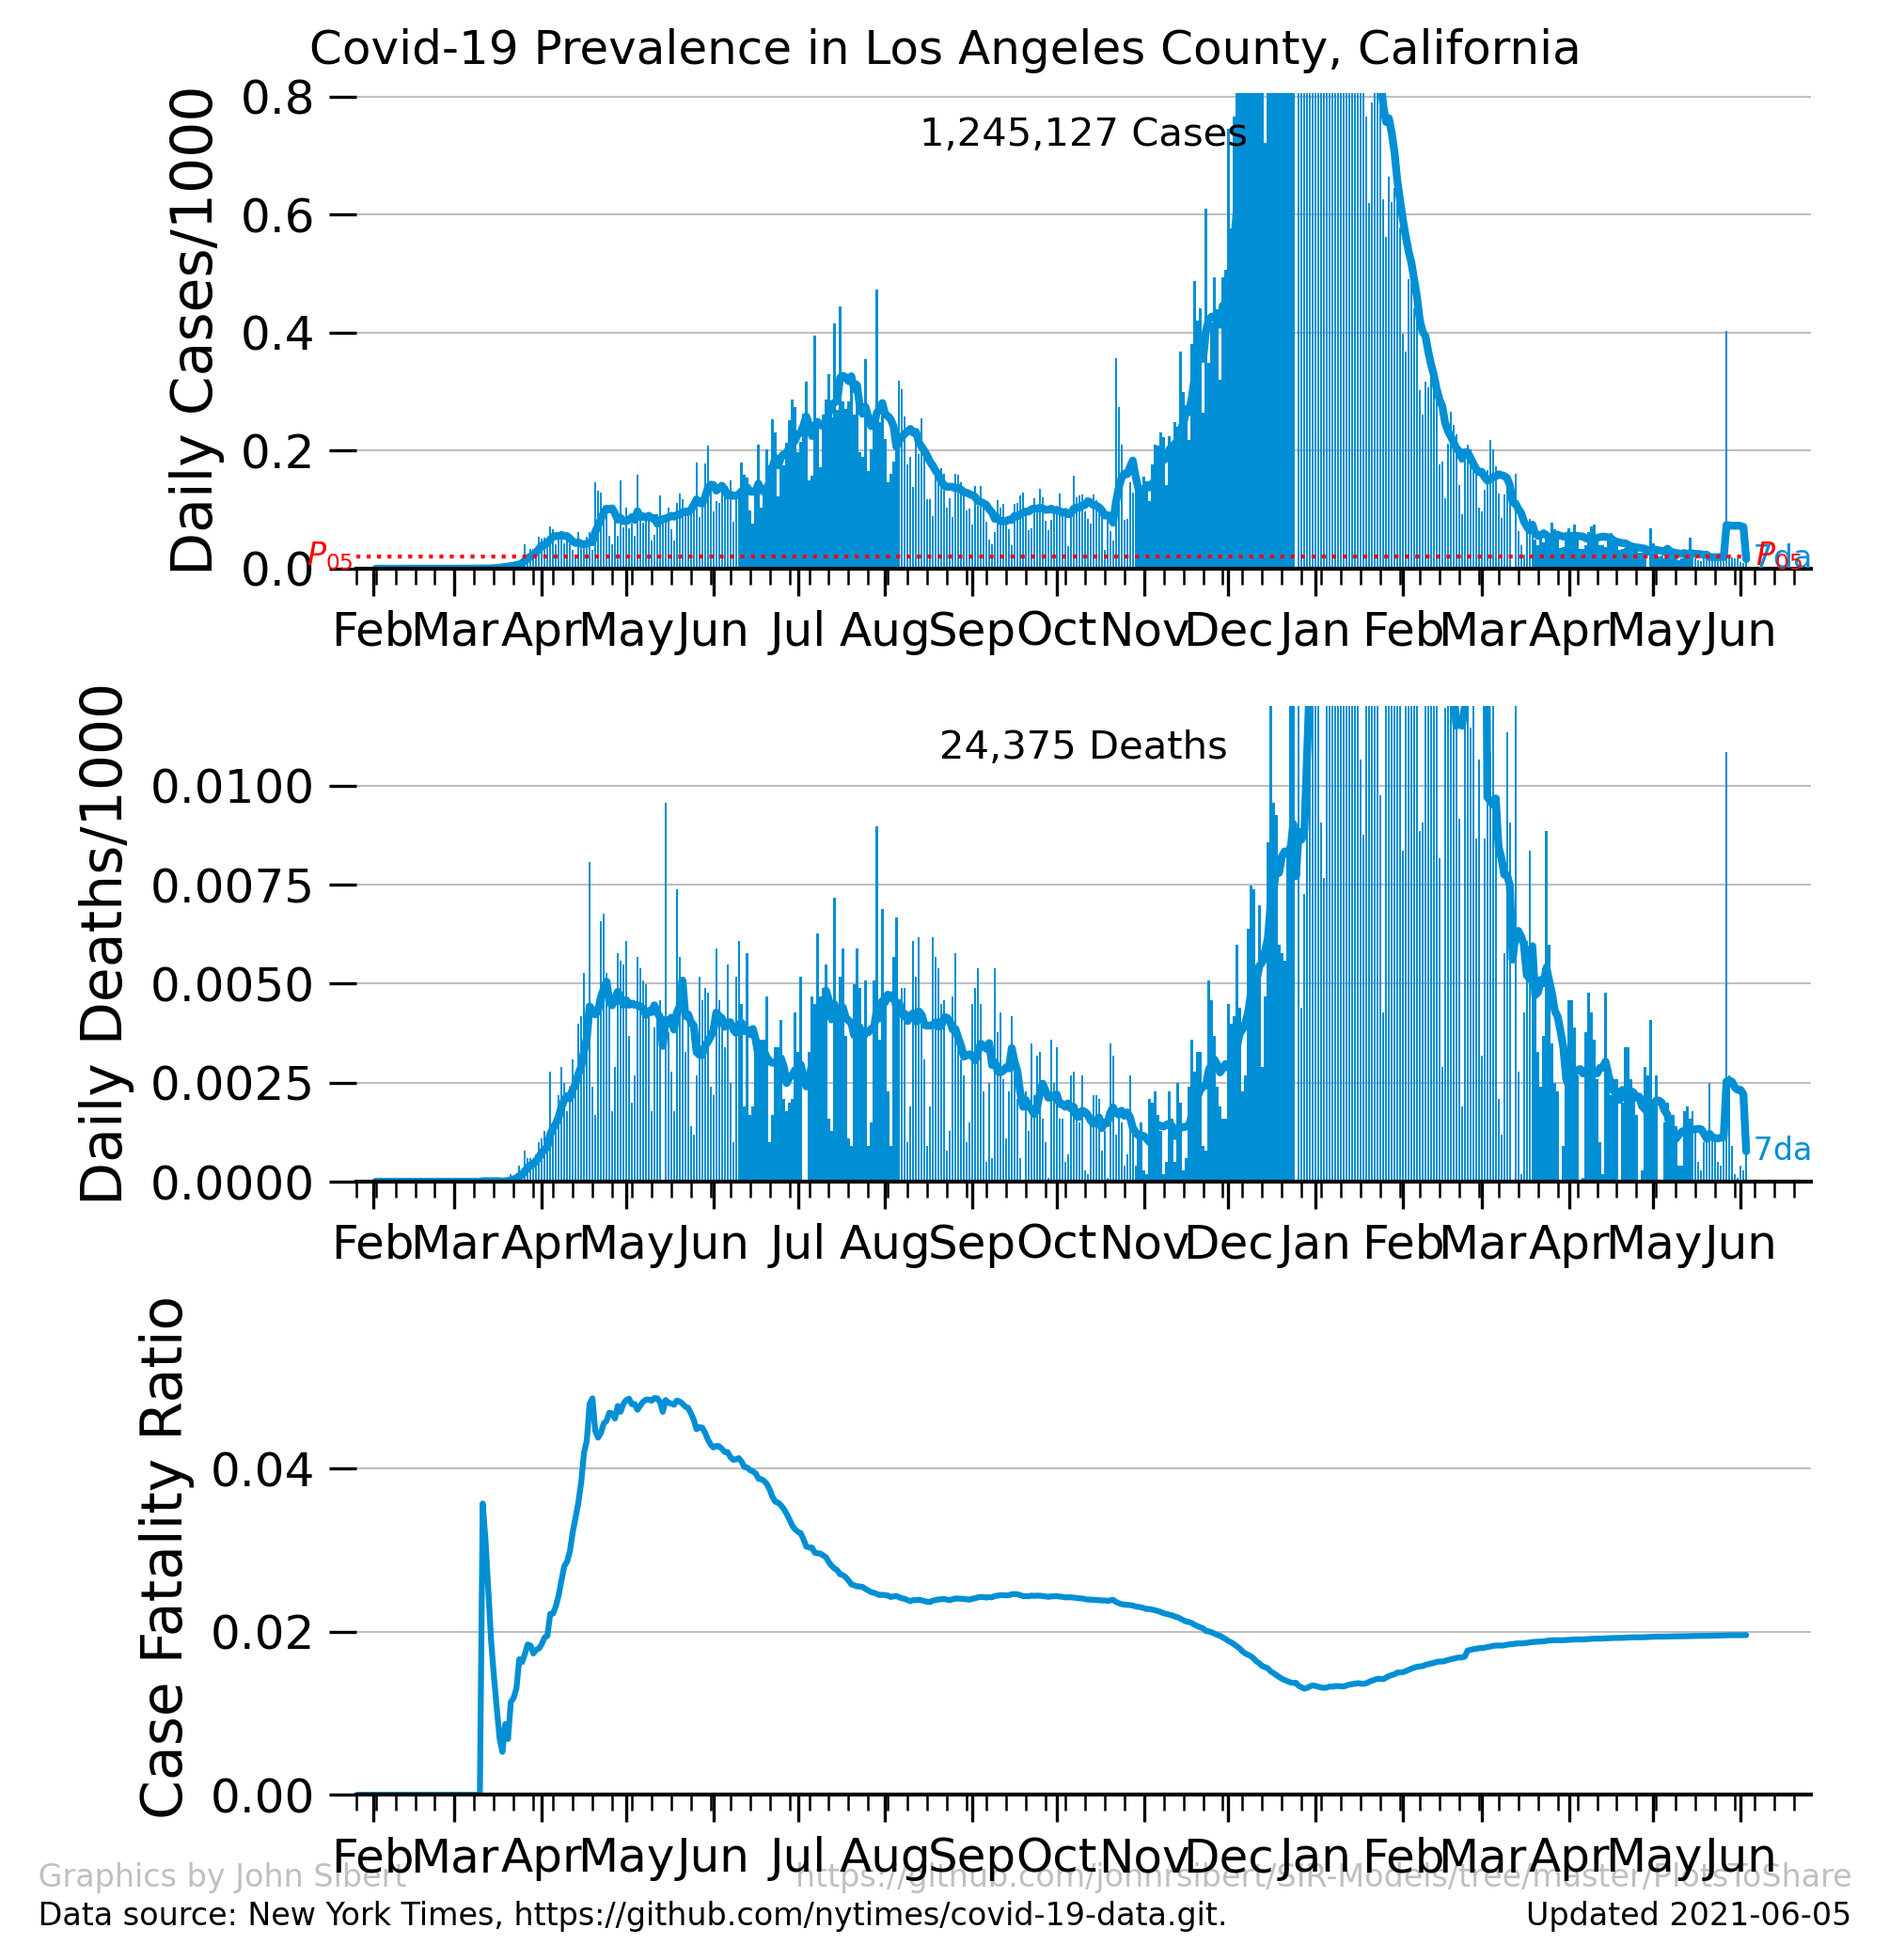 Covid-19 Prevalence in Los Angeles County, California
Daily Cases/1000
0.8
0.6
0.4
0.2
0.0
1,245,127 Cases
P05
P05
7da
Feb Mar Apr May Jun Jul Aug Sep Oct Nov Dec Jan Feb Mar Apr May Jun
Daily Deaths/1000
24,375 Deaths
0.0100
0.0075
0.0050
0.0025
0.0000
7da
Feb Mar Apr May Jun Jul Aug Sep Oct Nov Dec Jan Feb Mar Apr May Jun
Case Fatality Ratio
0.04
0.02
0.00
Feb Mar Apr May Jun Jul Aug Sep Oct Nov Dec Jan Feb Mar Apr May Jun
Graphics by John Sibert
https://github.com/johnrsibert/SIR-Models/tree/master/PlotsToShare
Data source: New York Times, https://github.com/nytimes/covid-19-data.git.
Updated 2021-06-05